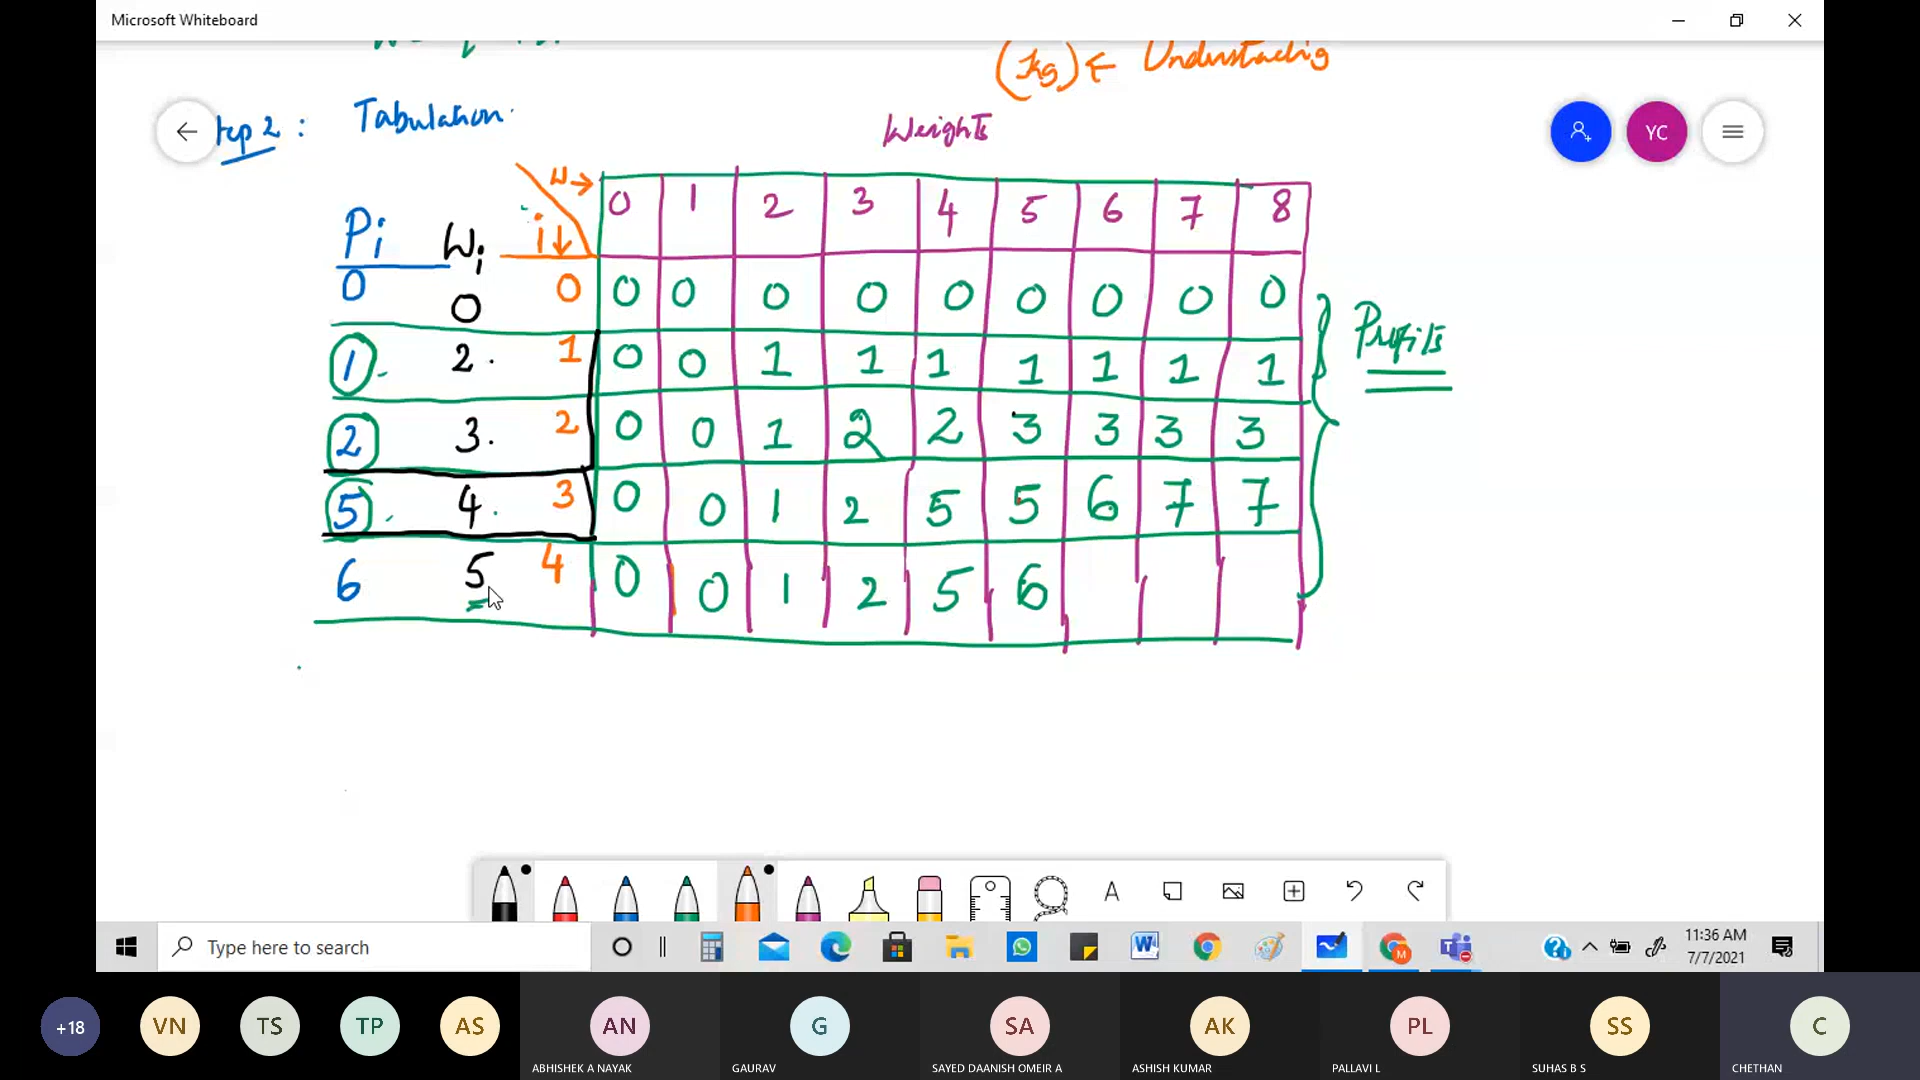 Microsoft Whiteboard
(Kg) ← Understading
tep 2 : Tabulation.
Weights
YC
Pi Wi i↓ w→ 0 1 2 3 4 5 6 7 8
0 0 0 0 0 0 0 0 0 0 0 0
1 2 1 0 0 1 1 1 1 1 1 1
Profits
2 3 2 0 0 1 2 2 3 3 3 3
5 4 3 0 0 1 2 5 5 6 7 7
6 5 4 0 0 1 2 5 6
A
Type here to search
11:36 AM
7/7/2021
+18 VN TS TP AS AN G SA AK PL SS C
ABHISHEK A NAYAK GAURAV SAYED DAANISH OMEIR A ASHISH KUMAR PALLAVI L SUHAS B S CHETHAN